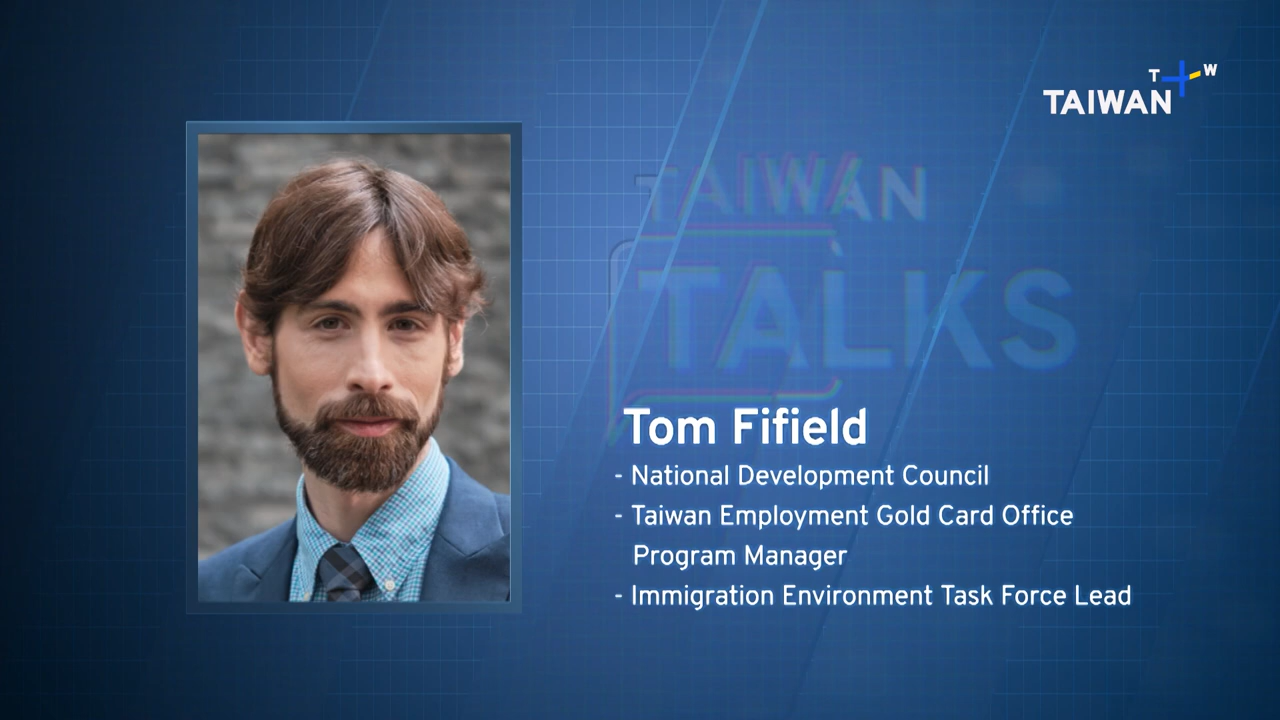 T W
TAIWAN
TAIWAN
TALKS
Tom Fifield
- National Development Council
- Taiwan Employment Gold Card Office
Program Manager
- Immigration Environment Task Force Lead